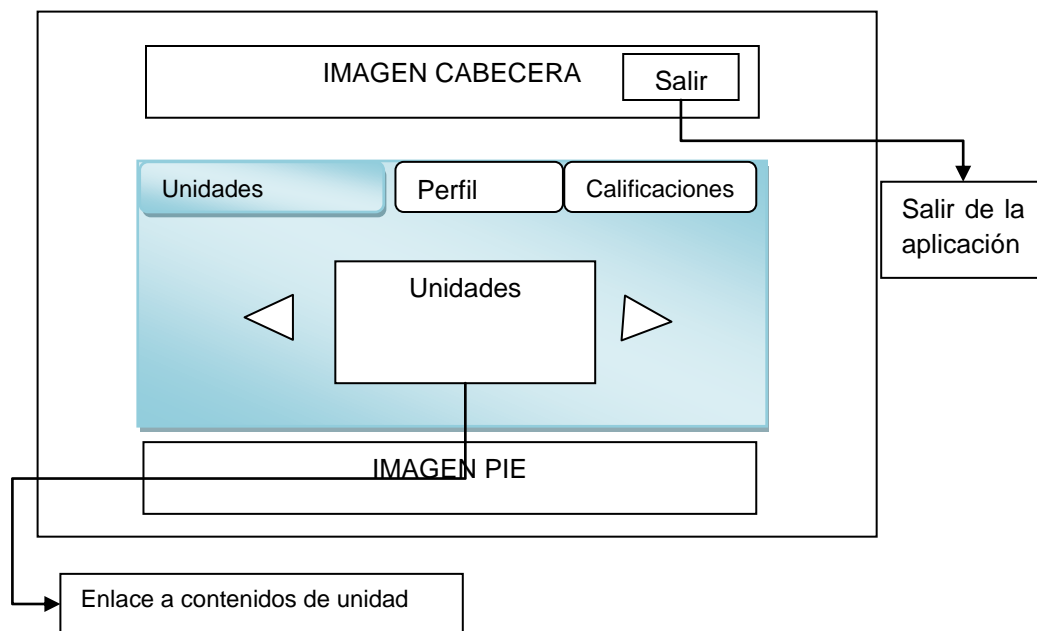 IMAGEN CABECERA
Salir
Unidades
Perfil
Calificaciones
Salir de la
aplicación
Unidades
IMAGEN PIE
Enlace a contenidos de unidad